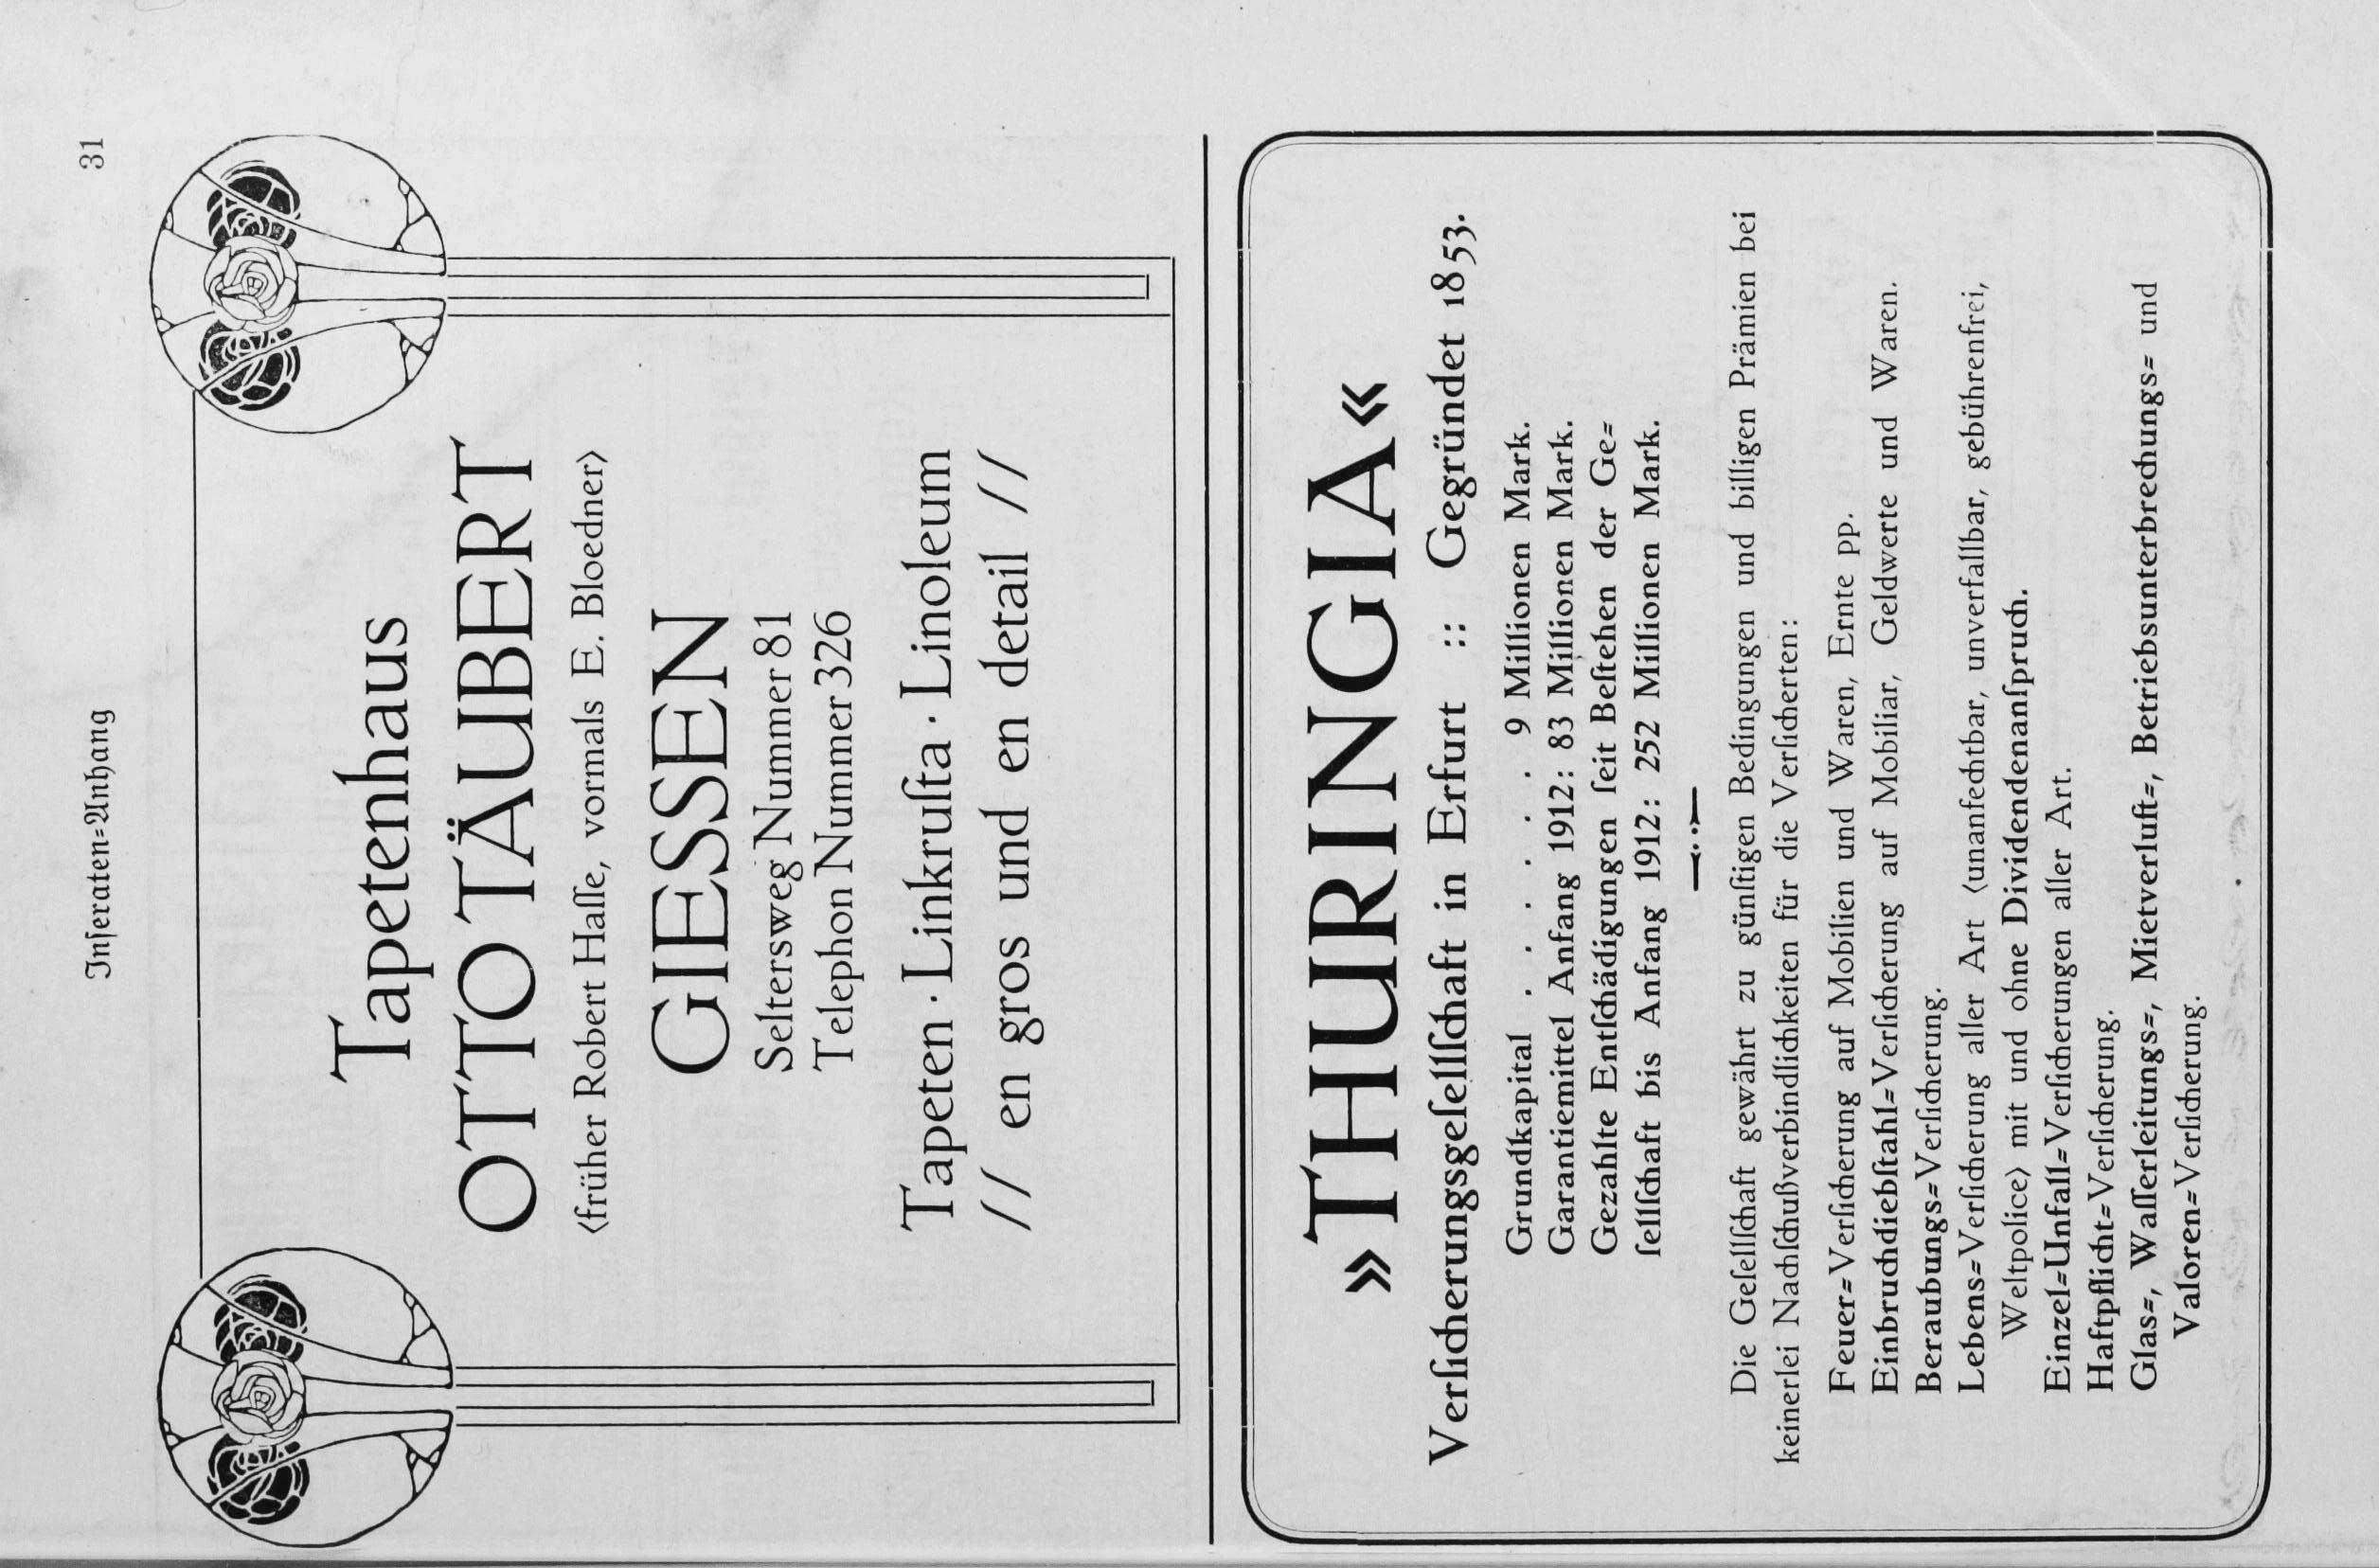 Inſeraten⸗Anhang 31
Tapetenhaus
OTTO TÄUBERT
(früher Robert Haſſe, vormals E. Bloedner)
GIESSEN
Seltersweg Nummer 81
Telephon Nummer 326
Tapeten · Linkruſta · Linoleum
// en gros und en detail //
»THURINGIA«
Verſicherungsgeſellſchaft in Erfurt :: Gegründet 1853.
Grundkapital . . . . . . 9 Millionen Mark.
Garantiemittel Anfang 1912: 83 Millionen Mark.
Gezahlte Entſchädigungen ſeit Beſtehen der Ge⸗
ſellſchaft bis Anfang 1912: 252 Millionen Mark.
Die Geſellſchaft gewährt zu günſtigen Bedingungen und billigen Prämien bei
keinerlei Nachſchußverbindlichkeiten für die Verſicherten:
Feuer⸗Verſicherung auf Mobilien und Waren, Ernte pp.
Einbruchdiebſtahl⸗Verſicherung auf Mobiliar, Geldwerte und Waren.
Beraubungs⸗Verſicherung.
Lebens⸗Verſicherung aller Art (unanfechtbar, unverfallbar, gebührenfrei,
Weltpolice) mit und ohne Dividendenanſpruch.
Einzel⸗Unfall⸗Verſicherungen aller Art.
Haftpflicht⸗Verſicherung.
Glas⸗, Waſſerleitungs⸗, Mietverluſt⸗, Betriebsunterbrechungs⸗ und
Valoren⸗Verſicherung.